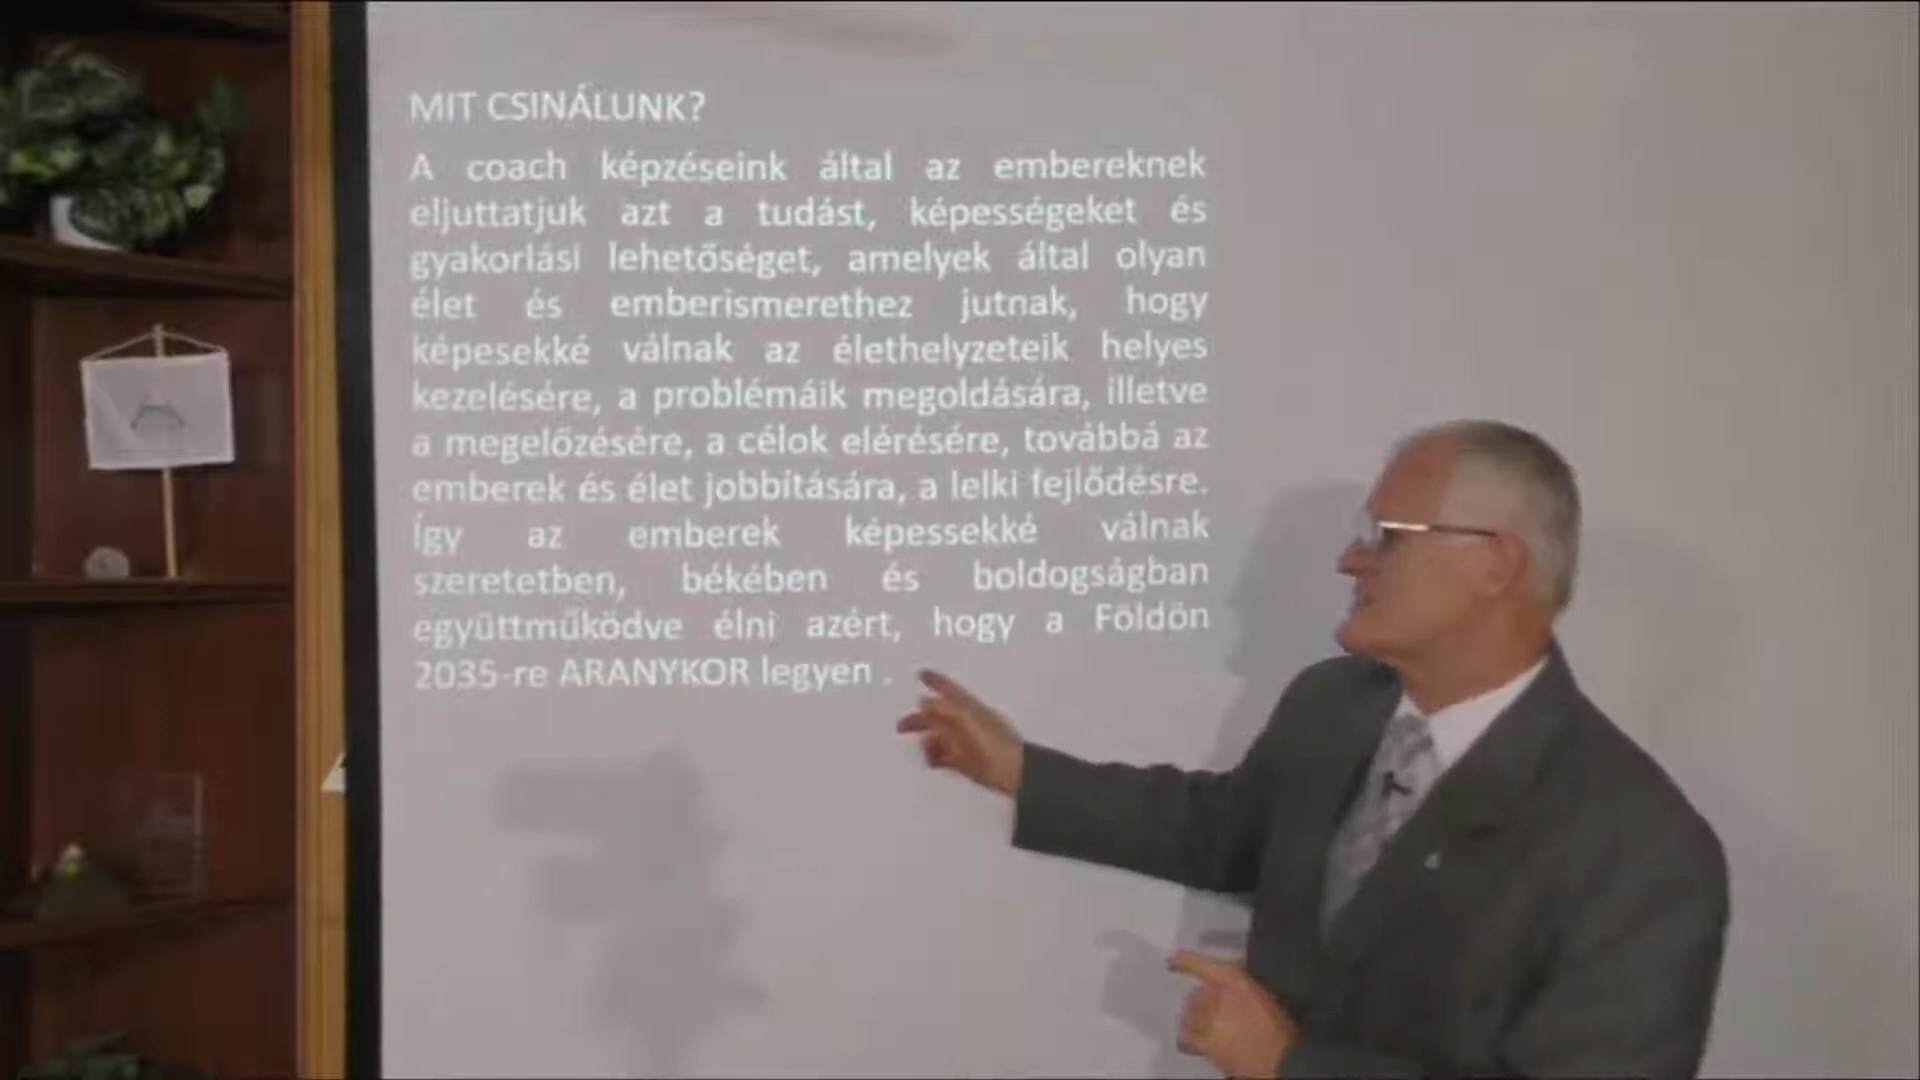 MIT CSINÁLUNK?
A coach képzéseink által az embereknek
eljuttatjuk azt a tudást, képességeket és
gyakorlási lehetőséget, amelyek által olyan
élet és emberismerethez jutnak, hogy
képesekké válnak az élethelyzeteik helyes
kezelésére, a problémáik megoldására, illetve
a megelőzésére, a célok elérésére, továbbá az
emberek és élet jobbítására, a lelki fejlődésre.
Így az emberek képessekké válnak
szeretetben, békében és boldogságban
együttműködve élni azért, hogy a Földön
2035-re ARANYKOR legyen .